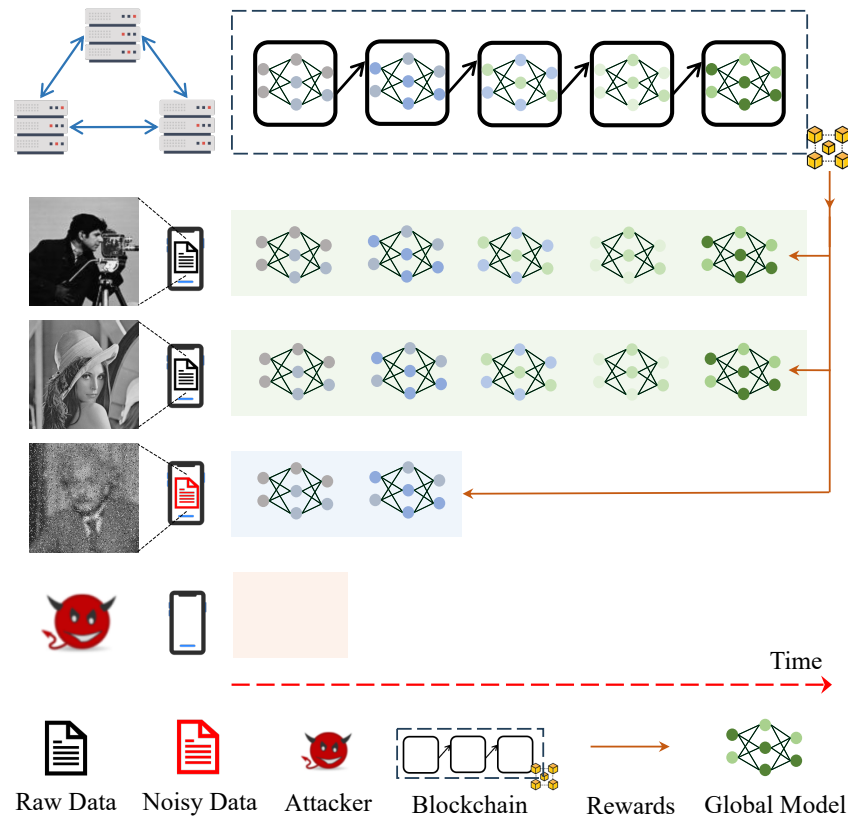 Time
Raw Data
Noisy Data
Attacker
Blockchain
Rewards
Global Model